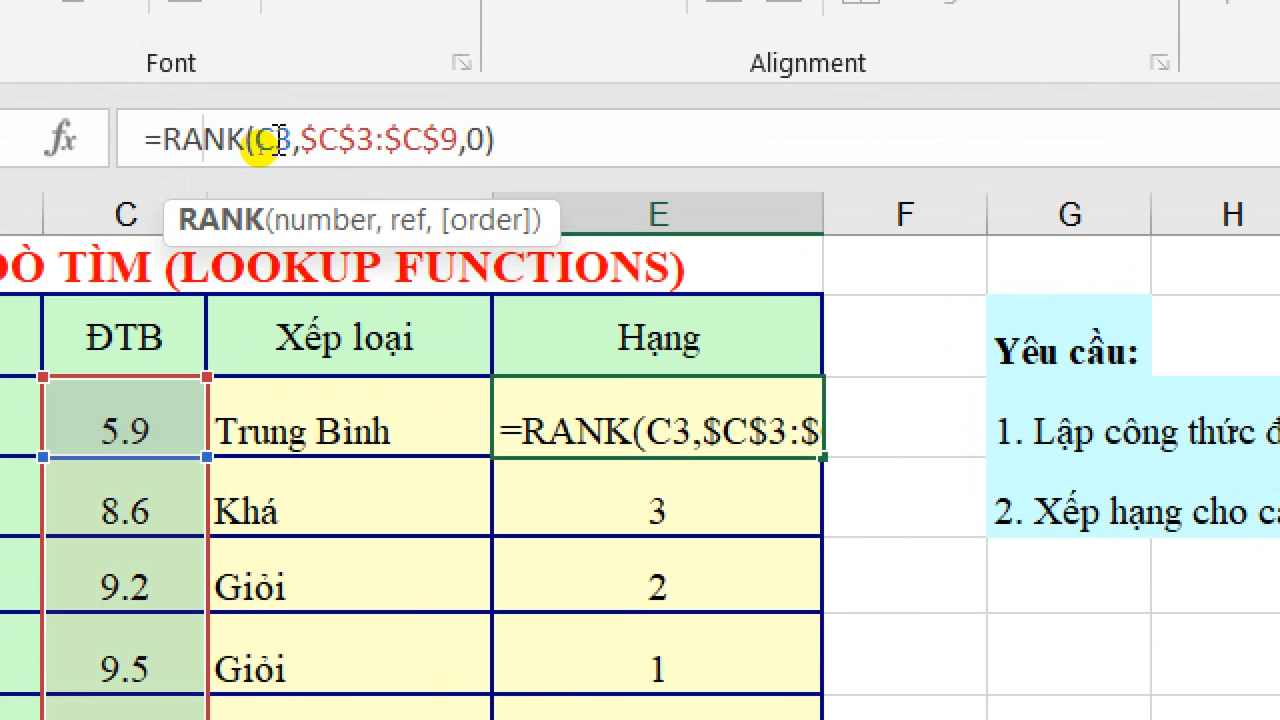 Font Alignment
fx =RANK(C3,$C$3:$C$9,0)
RANK(number, ref, [order])
C E F G H
DÒ TÌM (LOOKUP FUNCTIONS)
ĐTB Xếp loại Hạng Yêu cầu:
5.9 Trung Bình =RANK(C3,$C$3:$ 1. Lập công thức
8.6 Khá 3 2. Xếp hạng cho
9.2 Giỏi 2
9.5 Giỏi 1